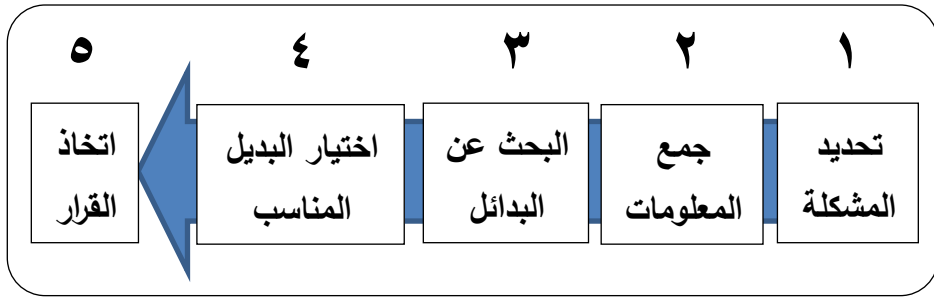 ١ ٢ ٣ ٤ ٥
تحديد
المشكلة
جمع
المعلومات
البحث عن
البدائل
اختيار البديل
المناسب
اتخاذ
القرار